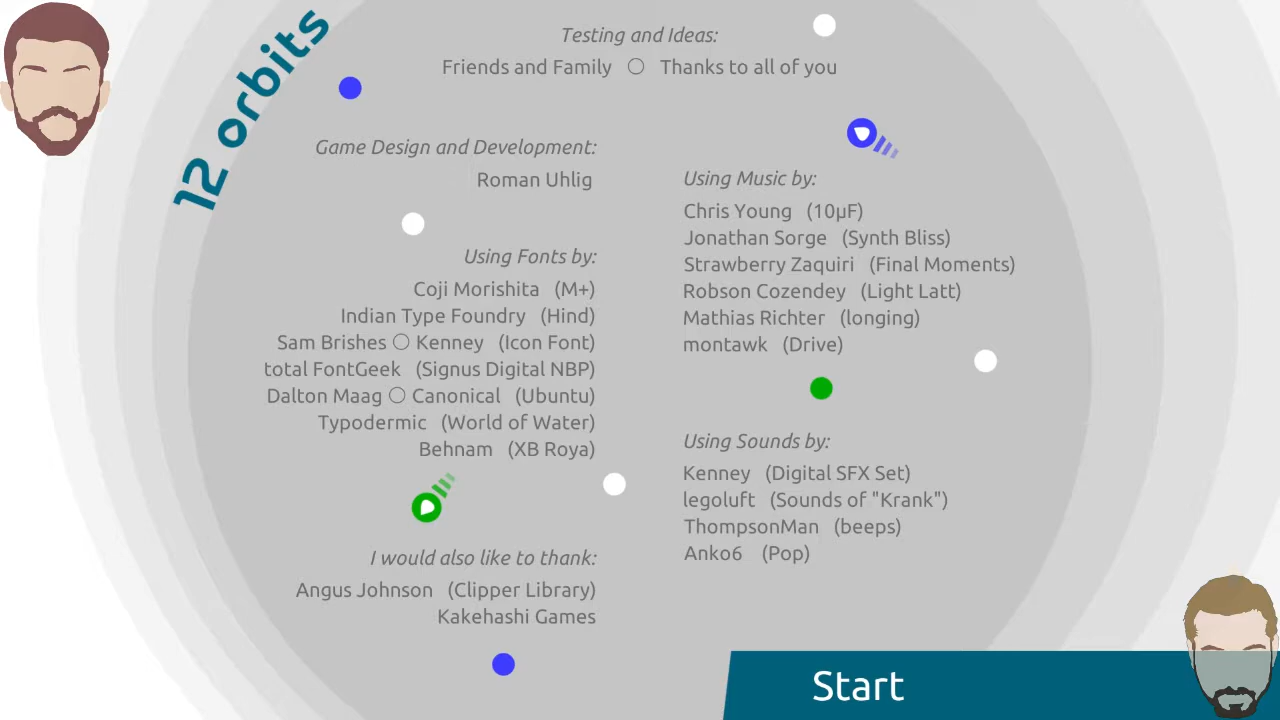 12 orbits
Testing and Ideas:
Friends and Family ○ Thanks to all of you
Game Design and Development:
Roman Uhlig
Using Fonts by:
Coji Morishita (M+)
Indian Type Foundry (Hind)
Sam Brishes ○ Kenney (Icon Font)
total FontGeek (Signus Digital NBP)
Dalton Maag ○ Canonical (Ubuntu)
Typodermic (World of Water)
Behnam (XB Roya)
I would also like to thank:
Angus Johnson (Clipper Library)
Kakehashi Games
Using Music by:
Chris Young (10µF)
Jonathan Sorge (Synth Bliss)
Strawberry Zaquiri (Final Moments)
Robson Cozendey (Light Latt)
Mathias Richter (longing)
montawk (Drive)
Using Sounds by:
Kenney (Digital SFX Set)
legoluft (Sounds of "Krank")
ThompsonMan (beeps)
Anko6 (Pop)
Start